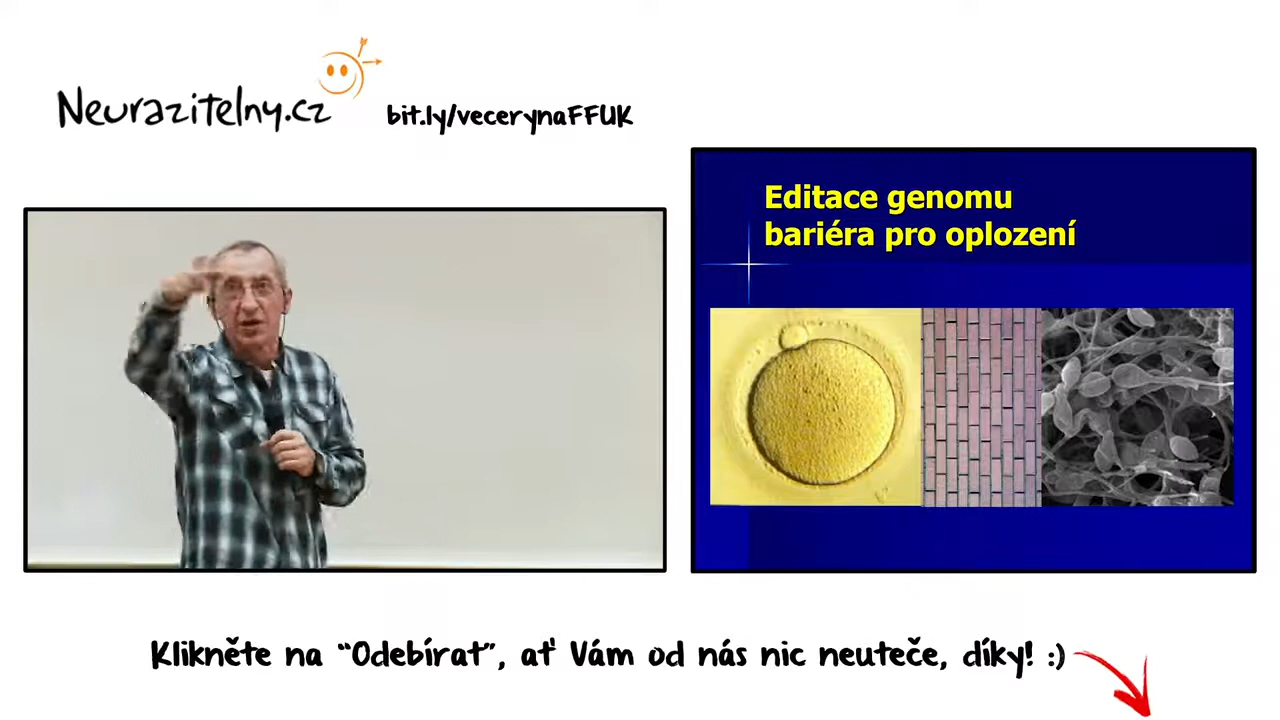 Neurazitelny.cz
bit.ly/vecerynaFFUK
Editace genomu
bariéra pro oplození
Klikněte na "Odebírat", ať Vám od nás nic neuteče, díky! :)